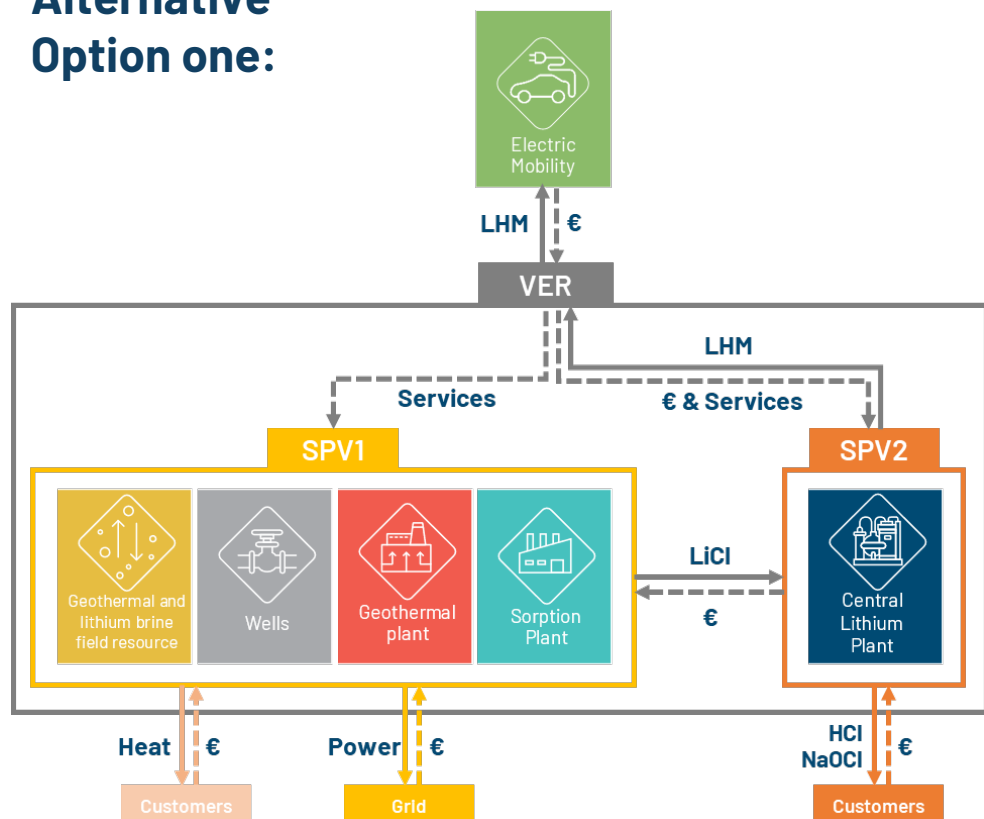 Alternative
Option one:
Electric
Mobility
LHM
€
VER
LHM
Services
€ & Services
SPV1
SPV2
Geothermal and
lithium brine
field resource
Wells
Geothermal
plant
Sorption
Plant
LiCl
€
Central
Lithium
Plant
Heat
€
Power
€
HCl
NaOCl
€
Customers
Grid
Customers